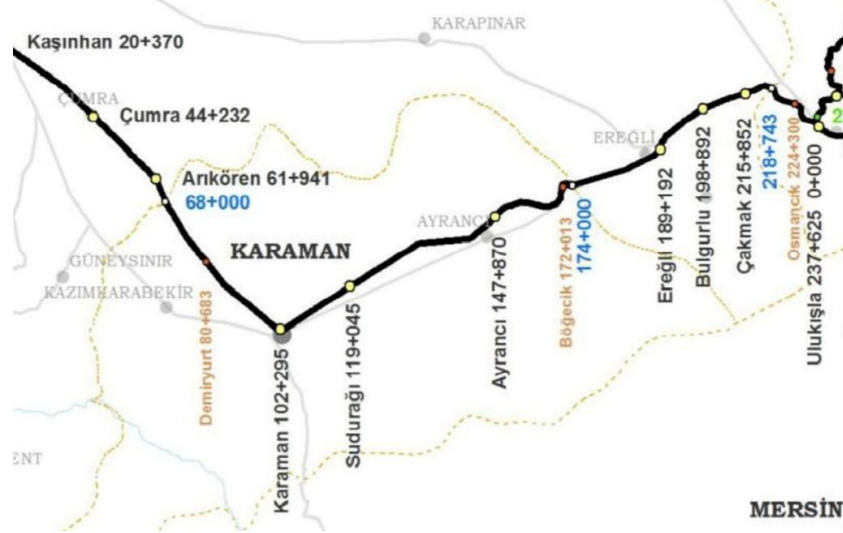 KARAPINAR
Kaşınhan 20+370
ÇUMRA
Çumra 44+232
EREĞLİ
Arıkören 61+941
68+000
AYRANCI
KARAMAN
GÜNEYSINIR
KAZIMKARABEKİR
Demiryurt 80+683
Karaman 102+295
Sudurağı 119+045
Ayrancı 147+870
Böğecik 172+013
174+000
Ereğli 189+192
Bulgurlu 198+892
Çakmak 215+852
218+743
Osmancık 224+300
Ulukışla 237+625 0+000
2
ENT
MERSİN